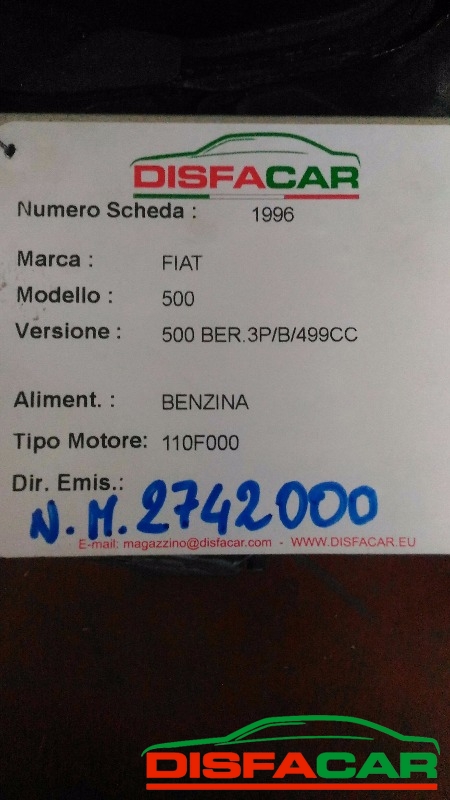 DISFACAR
Numero Scheda : 1996
Marca : FIAT
Modello : 500
Versione : 500 BER.3P/B/499CC
Aliment. : BENZINA
Tipo Motore: 110F000
Dir. Emis.:
N.M. 2742000
E-mail: magazzino@disfacar.com - WWW.DISFACAR.EU
DISFACAR